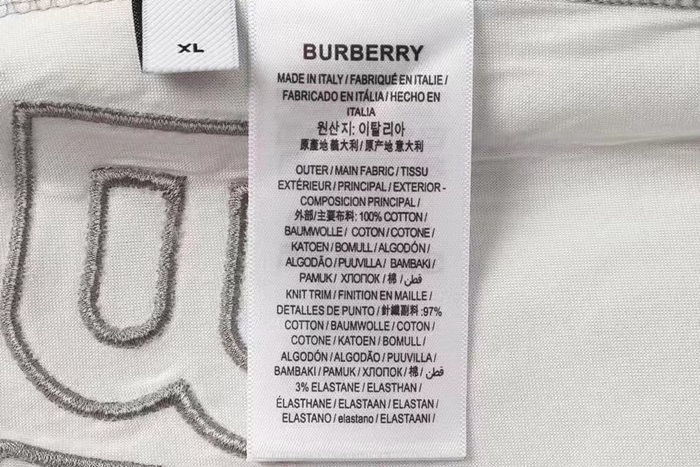 XL
BURBERRY
MADE IN ITALY / FABRIQUÉ EN ITALIE /
FABRICADO EN ITÁLIA / HECHO EN
ITALIA
원산지: 이탈리아
原產地 義大利 / 原产地 意大利
OUTER / MAIN FABRIC / TISSU
EXTÉRIEUR / PRINCIPAL / EXTERIOR -
COMPOSICION PRINCIPAL /
外部/主要布料: 100% COTTON /
BAUMWOLLE / COTON / COTONE /
KATOEN / BOMULL / ALGODÓN /
ALGODÃO / PUUVILLA / BAMBAKI /
PAMUK / ХЛОПОК / 棉 / قطن /
KNIT TRIM / FINITION EN MAILLE /
DETALLES DE PUNTO / 針織副料 :97%
COTTON / BAUMWOLLE / COTON /
COTONE / KATOEN / BOMULL /
ALGODÓN / ALGODÃO / PUUVILLA /
BAMBAKI / PAMUK / ХЛОПОК / 棉 / قطن /
3% ELASTANE / ELASTHAN /
ÉLASTHANE / ELASTAAN / ELASTAN /
ELASTANO / elastano / ELASTAANI /